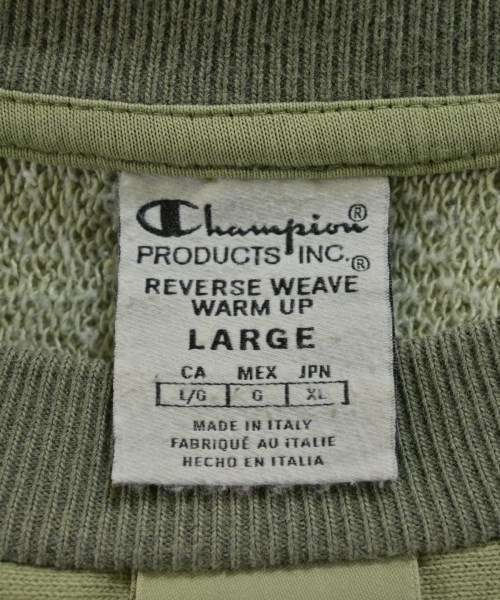 Champion®
PRODUCTS INC.®
REVERSE WEAVE
WARM UP
LARGE
CA MEX JPN
L/G G XL
MADE IN ITALY
FABRIQUÉ AU ITALIE
HECHO EN ITALIA